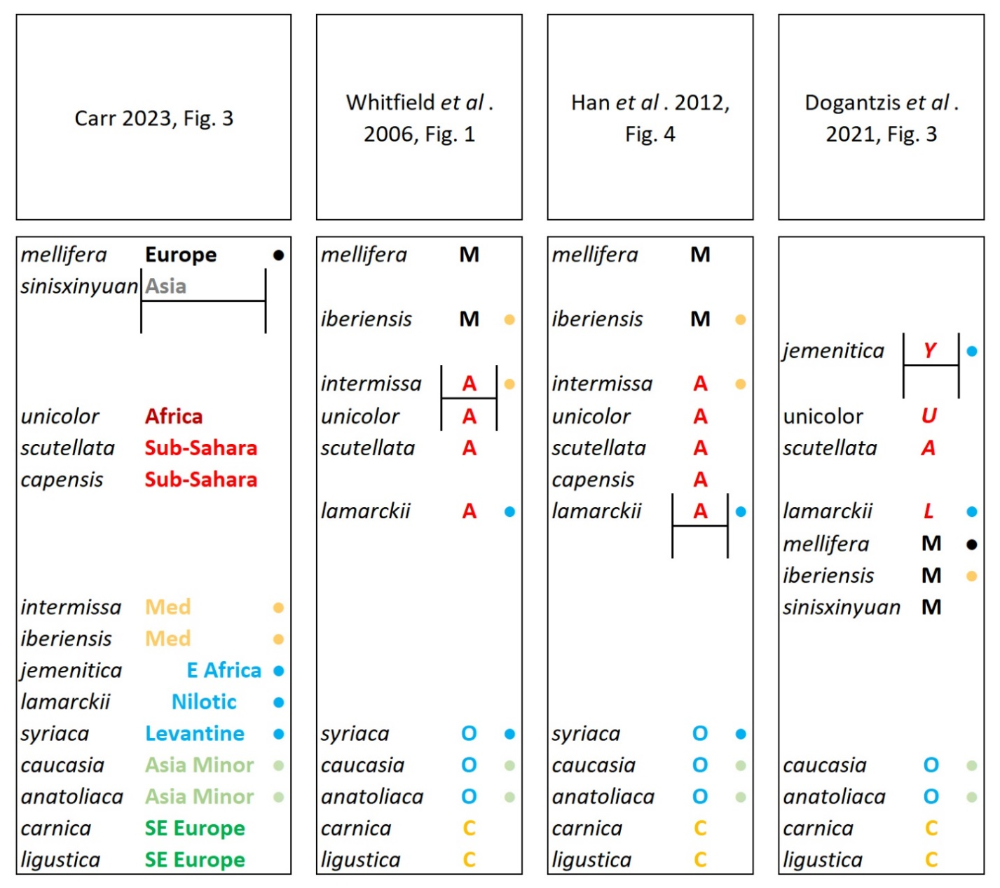 Carr 2023, Fig. 3
Whitfield et al .
2006, Fig. 1
Han et al . 2012,
Fig. 4
Dogantzis et al .
2021, Fig. 3
mellifera Europe
sinisxinyuan Asia
unicolor Africa
scutellata Sub-Sahara
capensis Sub-Sahara
intermissa Med
iberiensis Med
jemenitica E Africa
lamarckii Nilotic
syriaca Levantine
caucasia Asia Minor
anatoliaca Asia Minor
carnica SE Europe
ligustica SE Europe
mellifera M
iberiensis M
intermissa A
unicolor A
scutellata A
lamarckii A
syriaca O
caucasia O
anatoliaca O
carnica C
ligustica C
mellifera M
iberiensis M
intermissa A
unicolor A
scutellata A
capensis A
lamarckii A
syriaca O
caucasia O
anatoliaca O
carnica C
ligustica C
jemenitica Y
unicolor U
scutellata A
lamarckii L
mellifera M
iberiensis M
sinisxinyuan M
caucasia O
anatoliaca O
carnica C
ligustica C